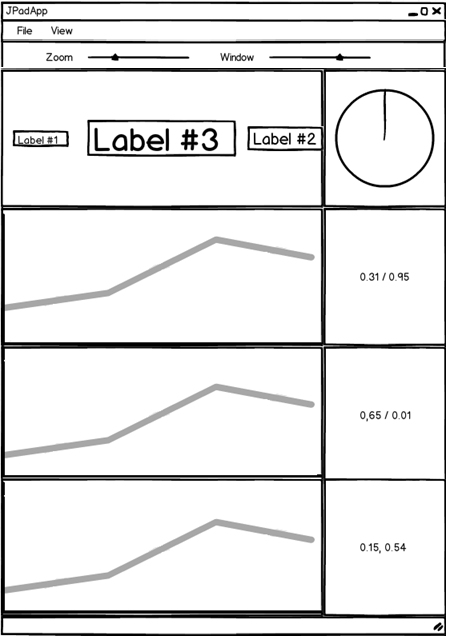 JPadApp
File View
Zoom Window
Label #1 Label #3 Label #2
0.31 / 0.95
0,65 / 0.01
0.15, 0.54